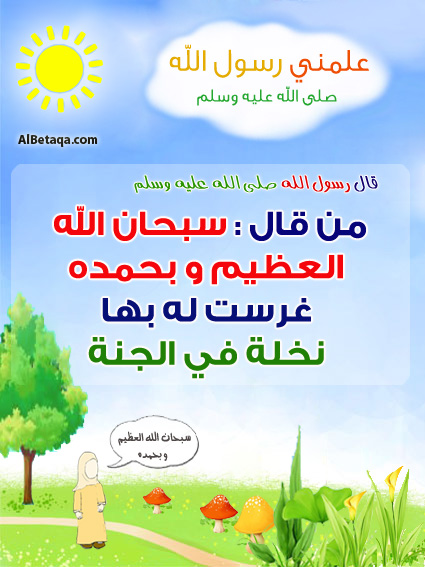 علمني رسول الله
صلى الله عليه وسلم
AlBetaqa.com
قال رسول الله صلى الله عليه وسلم
من قال : سبحان الله
العظيم و بحمده
غرست له بها
نخلة في الجنة
سبحان الله العظيم
و بحمده